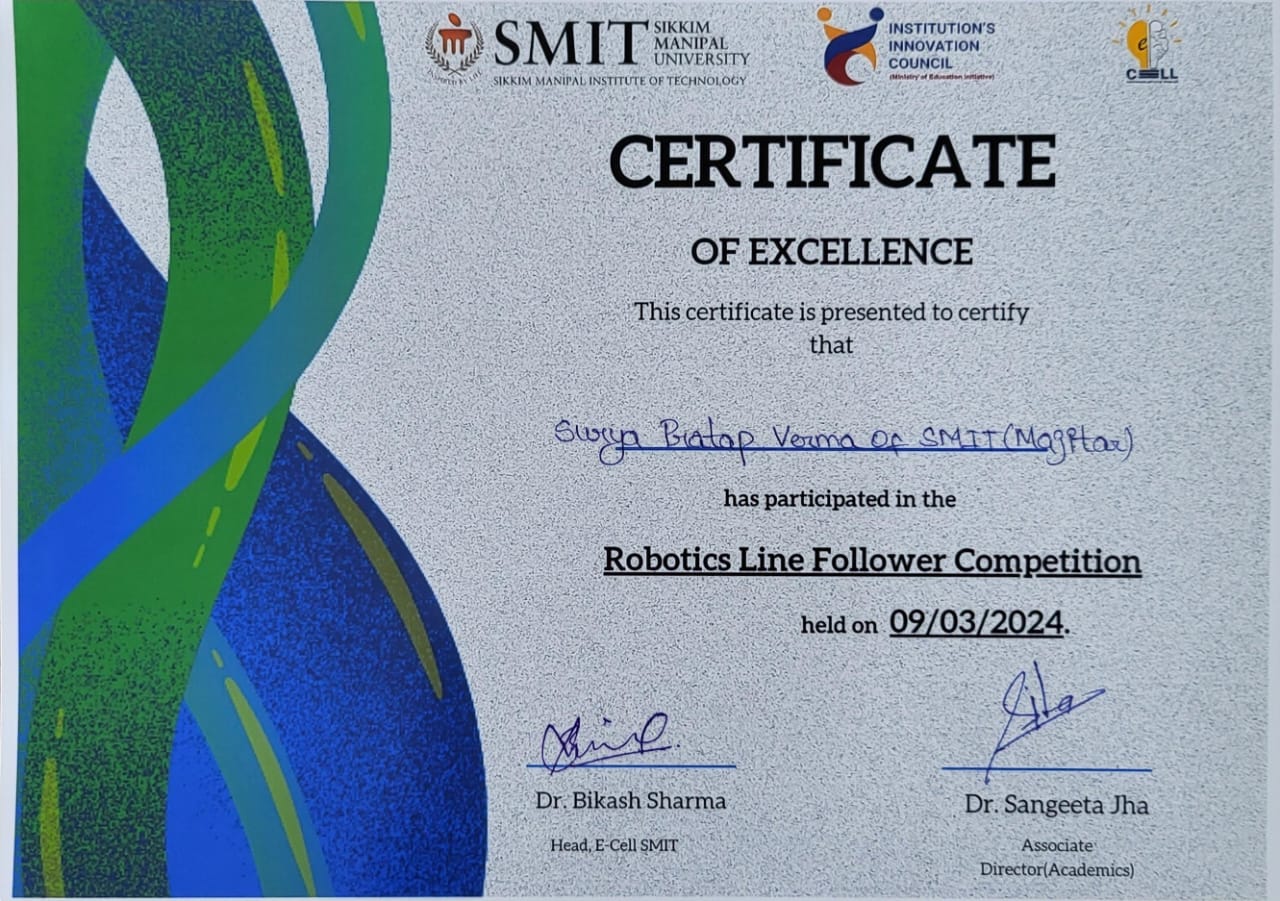 SMIT
SIKKIM
MANIPAL
UNIVERSITY
SIKKIM MANIPAL INSTITUTE OF TECHNOLOGY
INSTITUTION'S
INNOVATION
COUNCIL
(Ministry of Education Initiative)
e
CELL
CERTIFICATE
OF EXCELLENCE
This certificate is presented to certify
that
Surya Pratap Verma Of SMIT(Majitar)
has participated in the
Robotics Line Follower Competition
held on 09/03/2024.
Dr. Bikash Sharma
Head, E-Cell SMIT
Dr. Sangeeta Jha
Associate
Director(Academics)